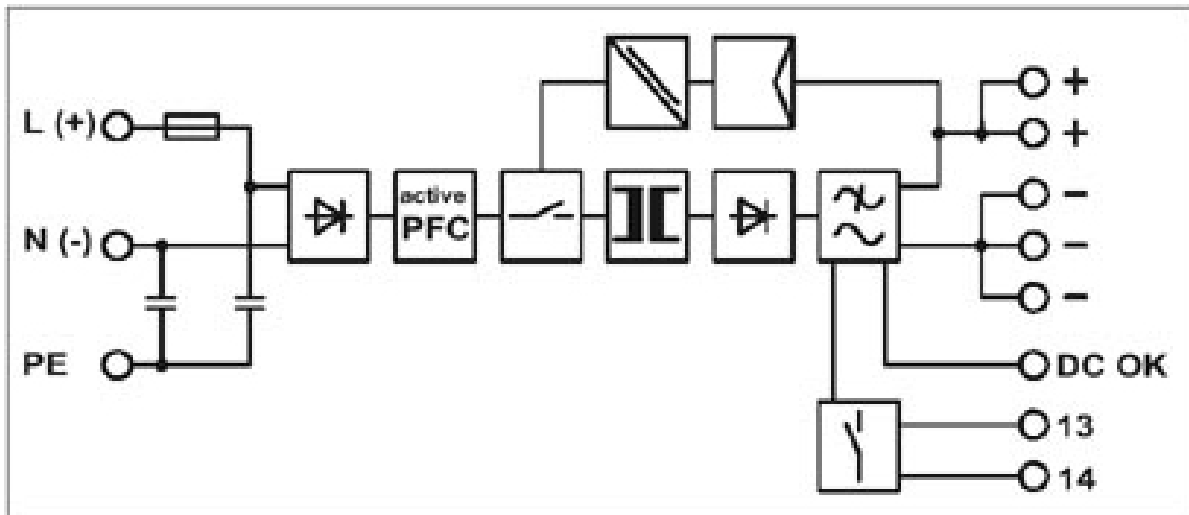 L (+)
N (-)
PE
active
PFC
+
+
-
-
-
DC OK
13
14